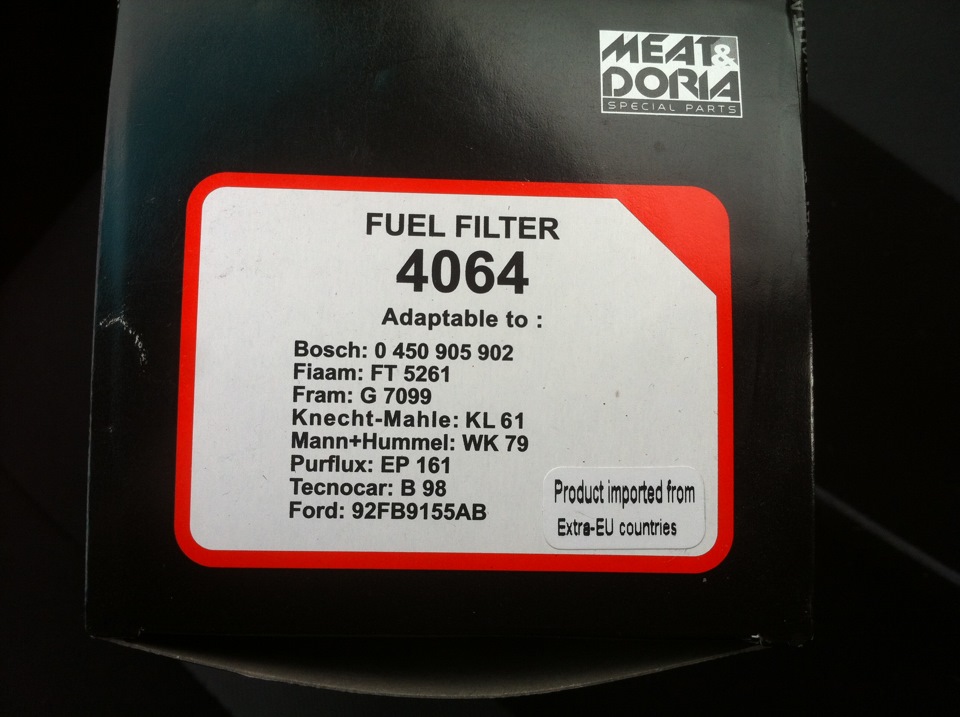 MEAT&
DORIA
SPECIAL PARTS
FUEL FILTER
4064
Adaptable to :
Bosch: 0 450 905 902
Fiaam: FT 5261
Fram: G 7099
Knecht-Mahle: KL 61
Mann+Hummel: WK 79
Purflux: EP 161
Tecnocar: B 98
Ford: 92FB9155AB
Product imported from
Extra-EU countries